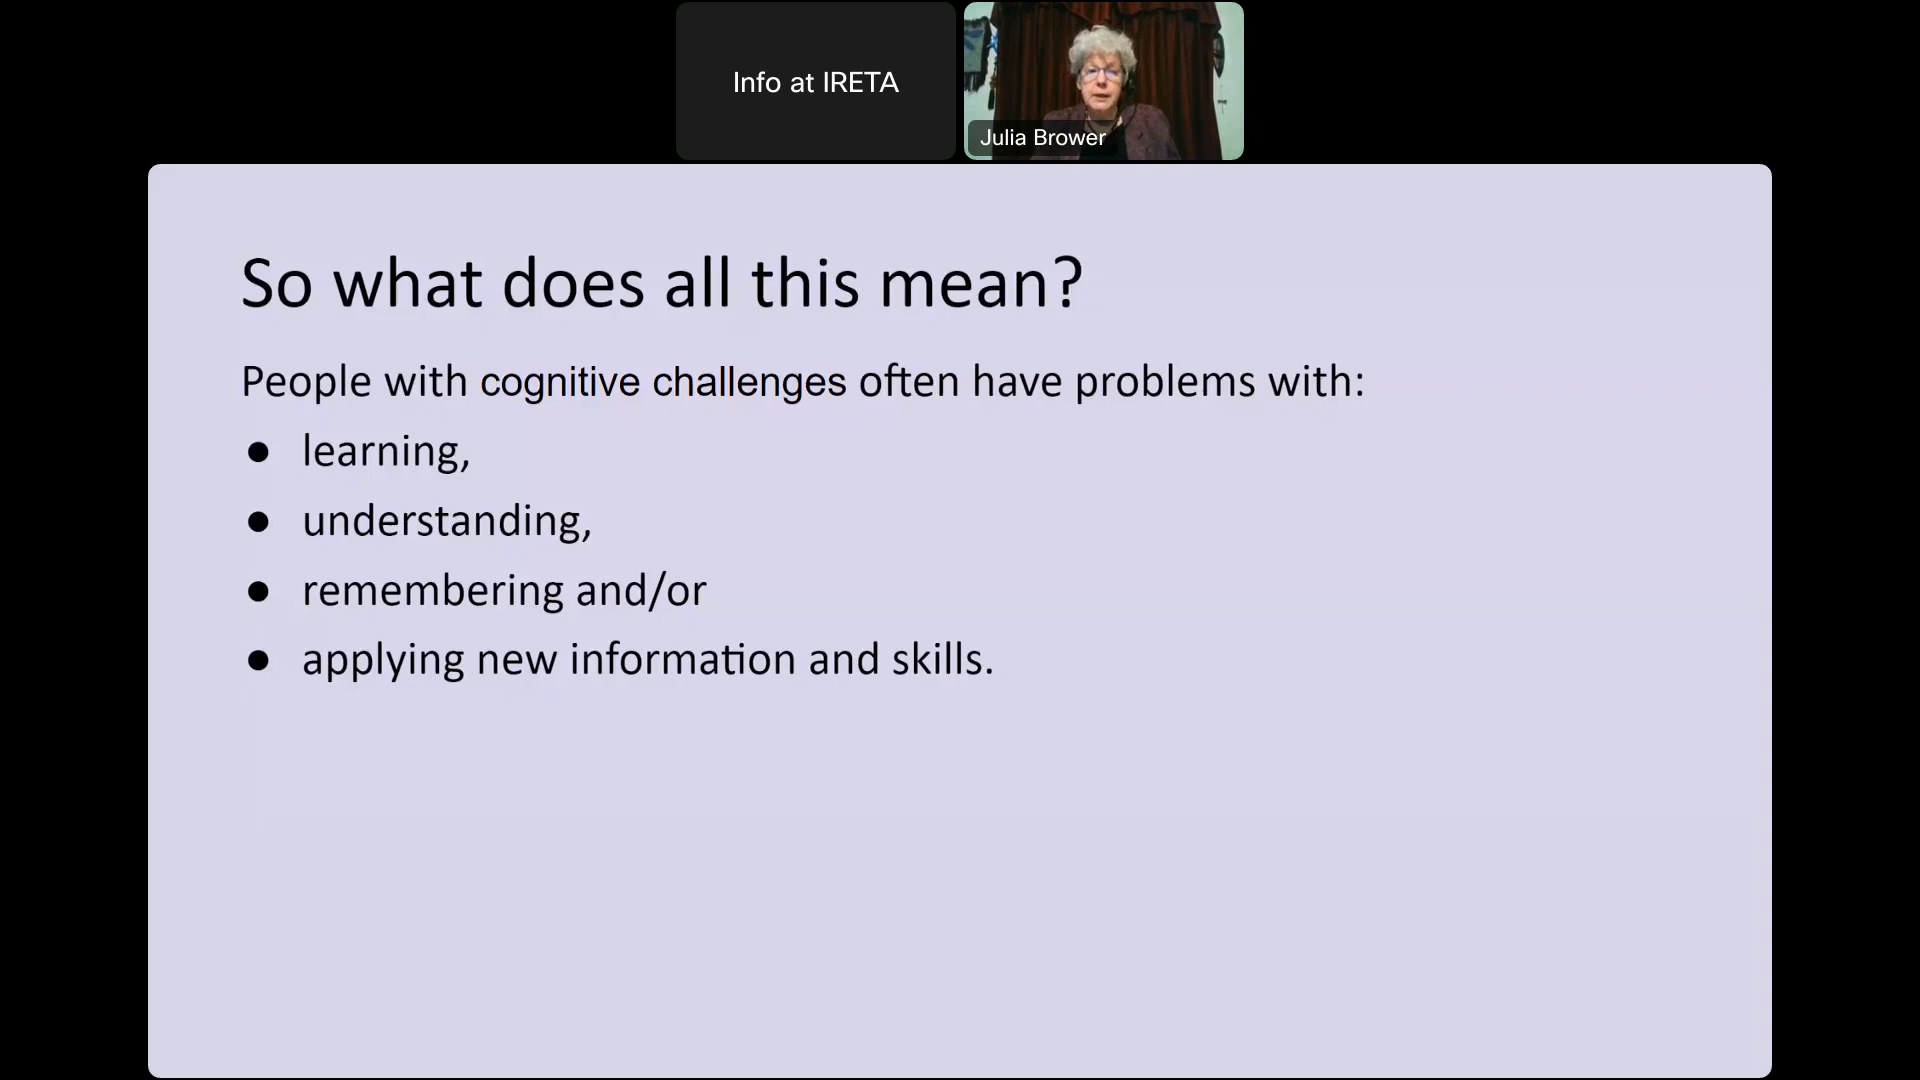 Info at IRETA
Julia Brower
So what does all this mean?
People with cognitive challenges often have problems with:
● learning,
● understanding,
● remembering and/or
● applying new information and skills.